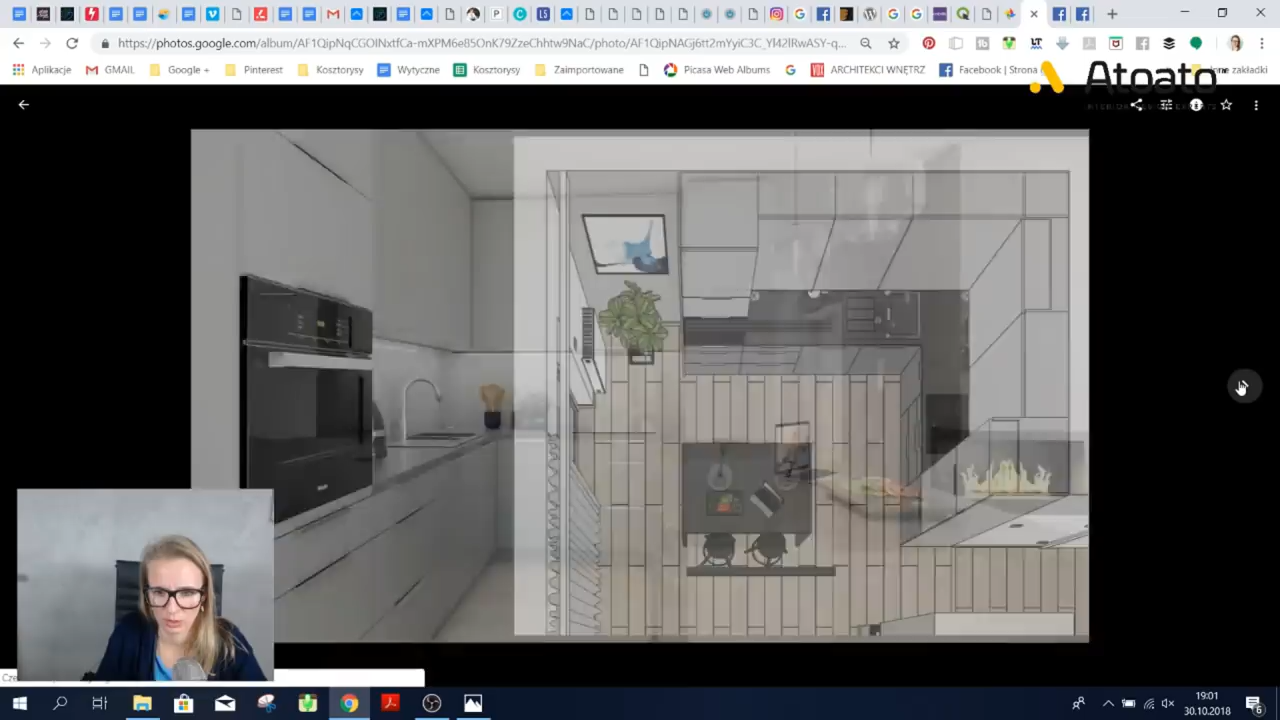 https://photos.google.com/album/AF1QipNqCGOINxtfCa-mXPM6e85OnK79ZzeChhtw9NaC/photo/AF1QipNAGj6tt2mYyiC3C_Yl42lRwASY-q...
Aplikacje
GMAIL
Google +
Pinterest
Kosztorysy
Wytyczne
Kosztorysy
Zaimportowane
Picasa Web Albums
ARCHITEKCI WNĘTRZ
Facebook | Strona
zakładki
Atoato
19:01
30.10.2018
6